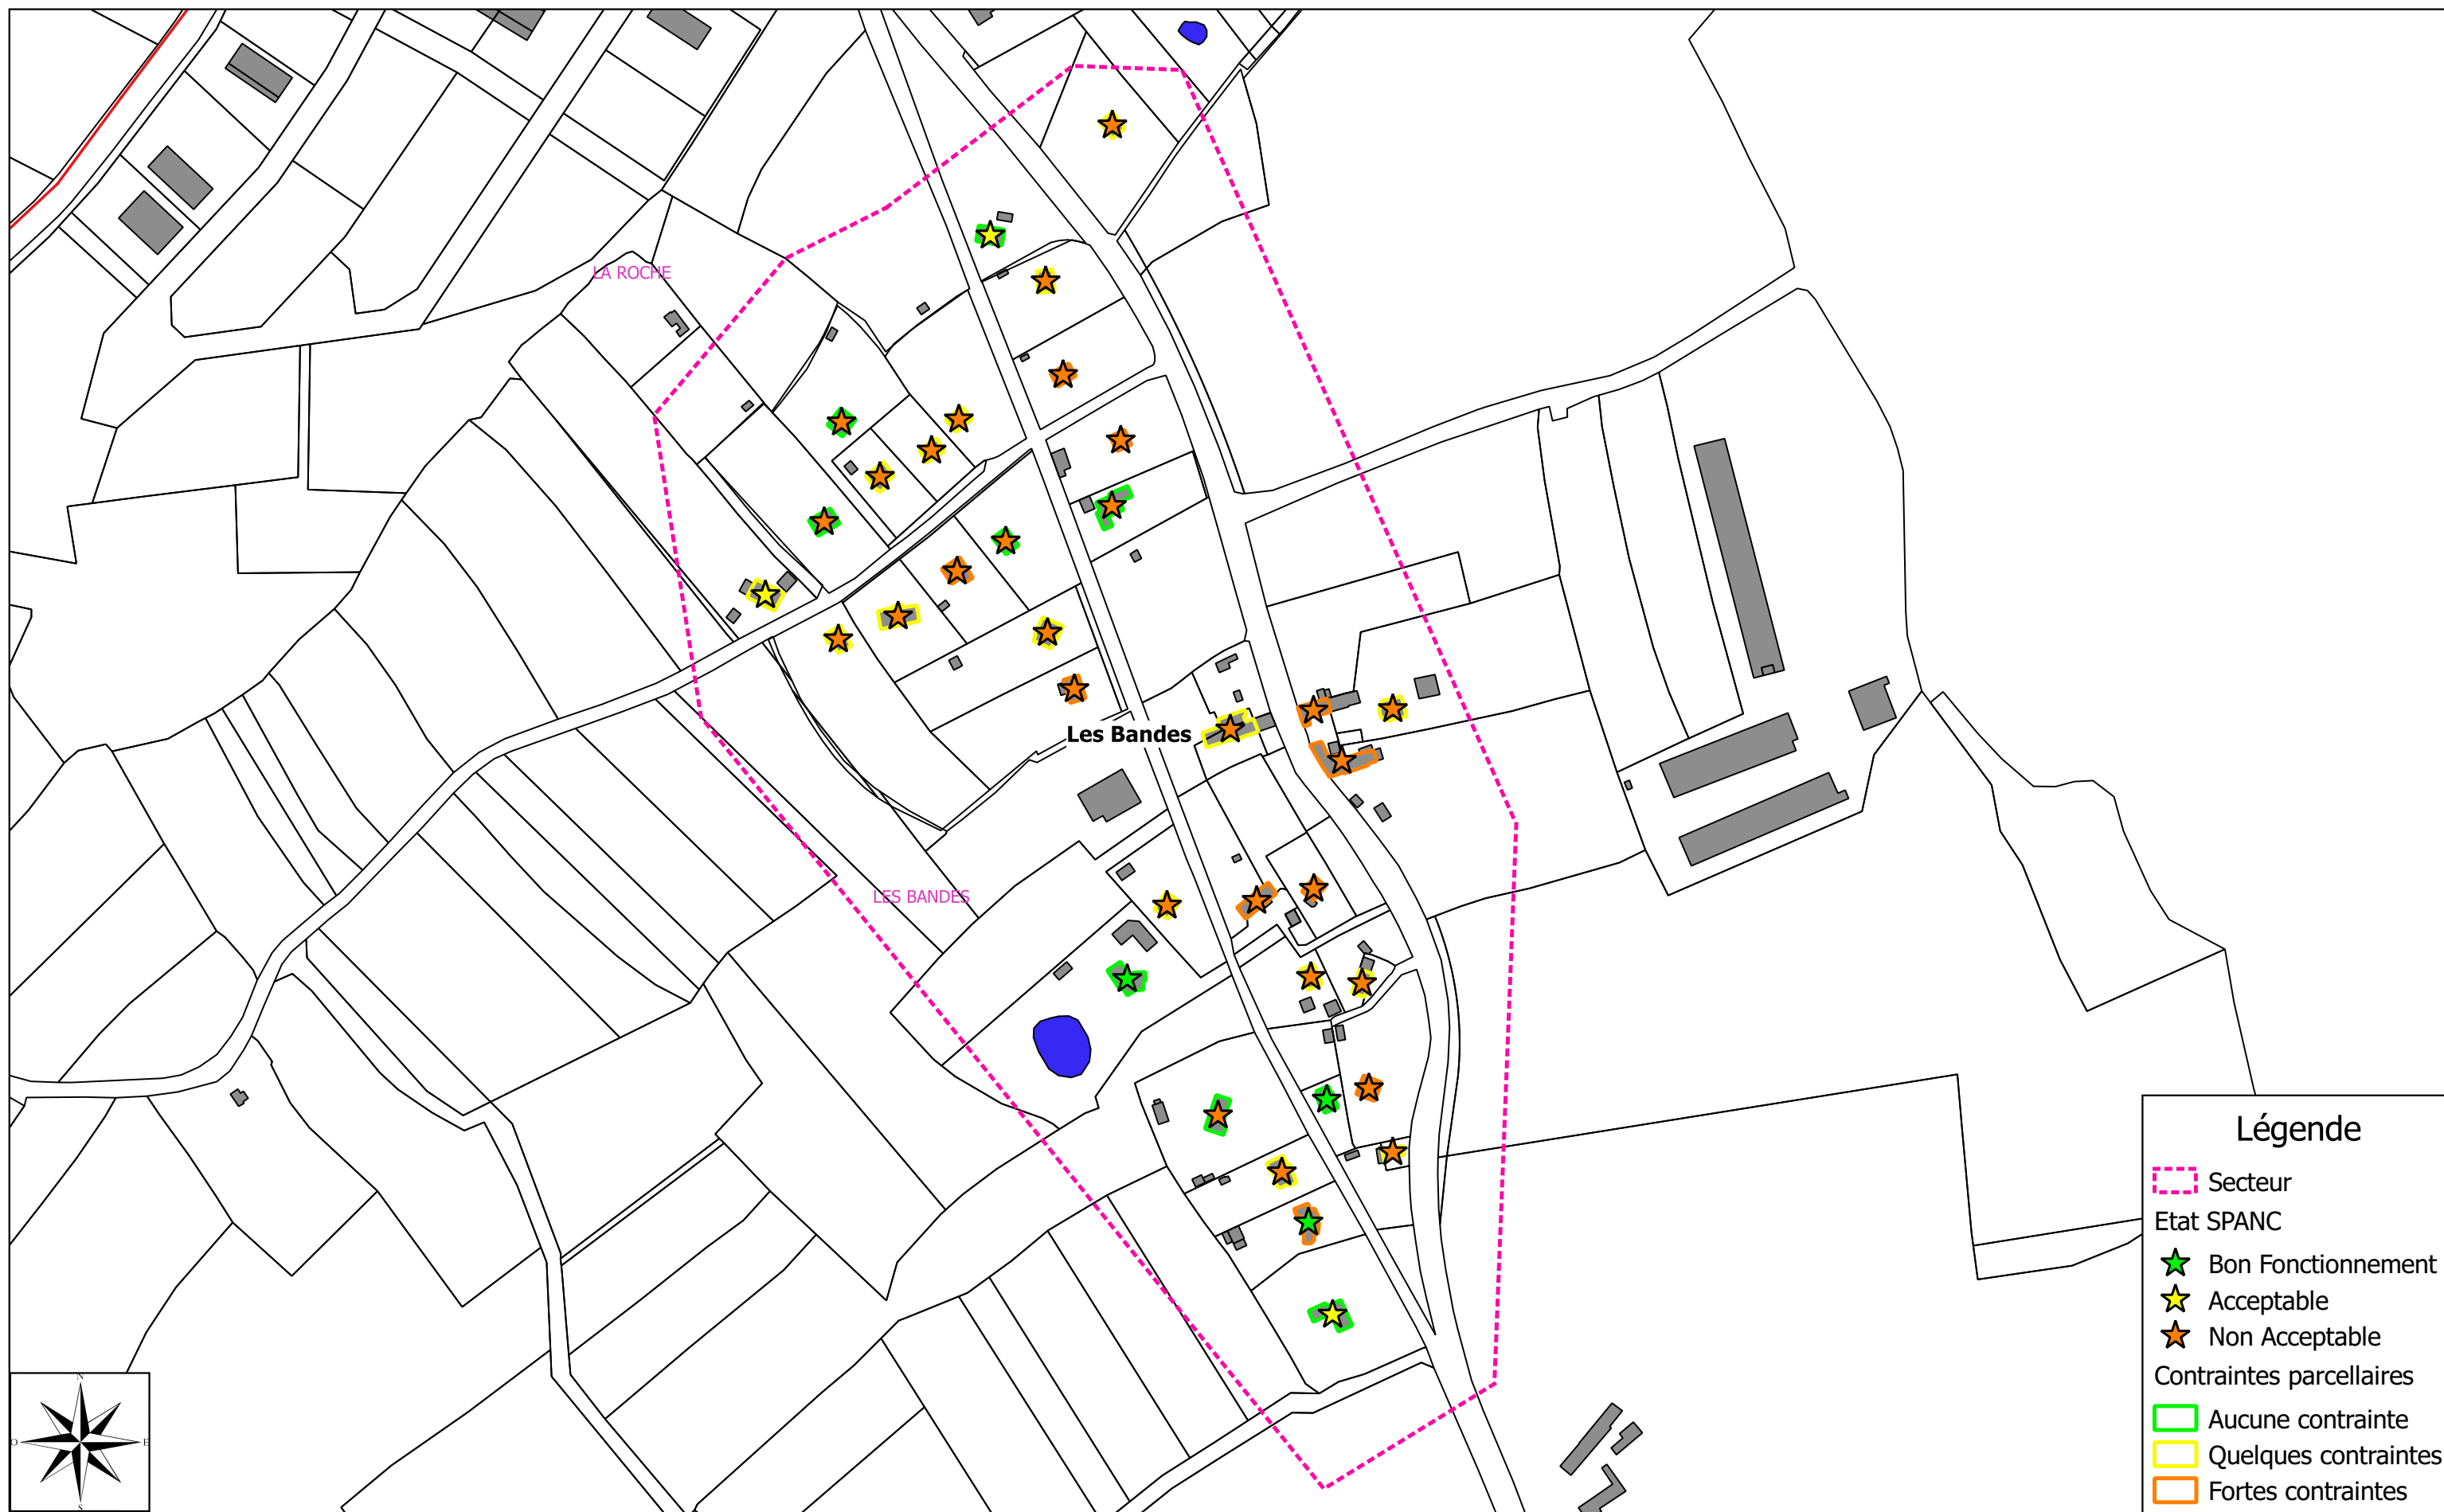 LA ROCHE
Les Bandes
LES BANDES
Légende
Secteur
Etat SPANC
Bon Fonctionnement
Acceptable
Non Acceptable
Contraintes parcellaires
Aucune contrainte
Quelques contraintes
Fortes contraintes
N
O
E
S